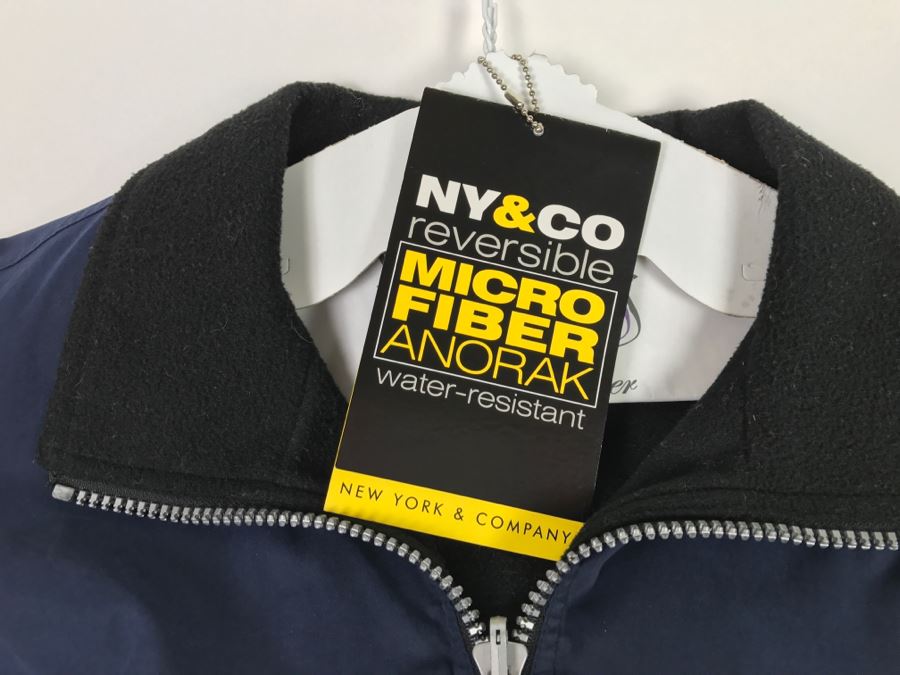 NY&CO
reversible
MICRO
FIBER
ANORAK
water-resistant
NEW YORK & COMPANY